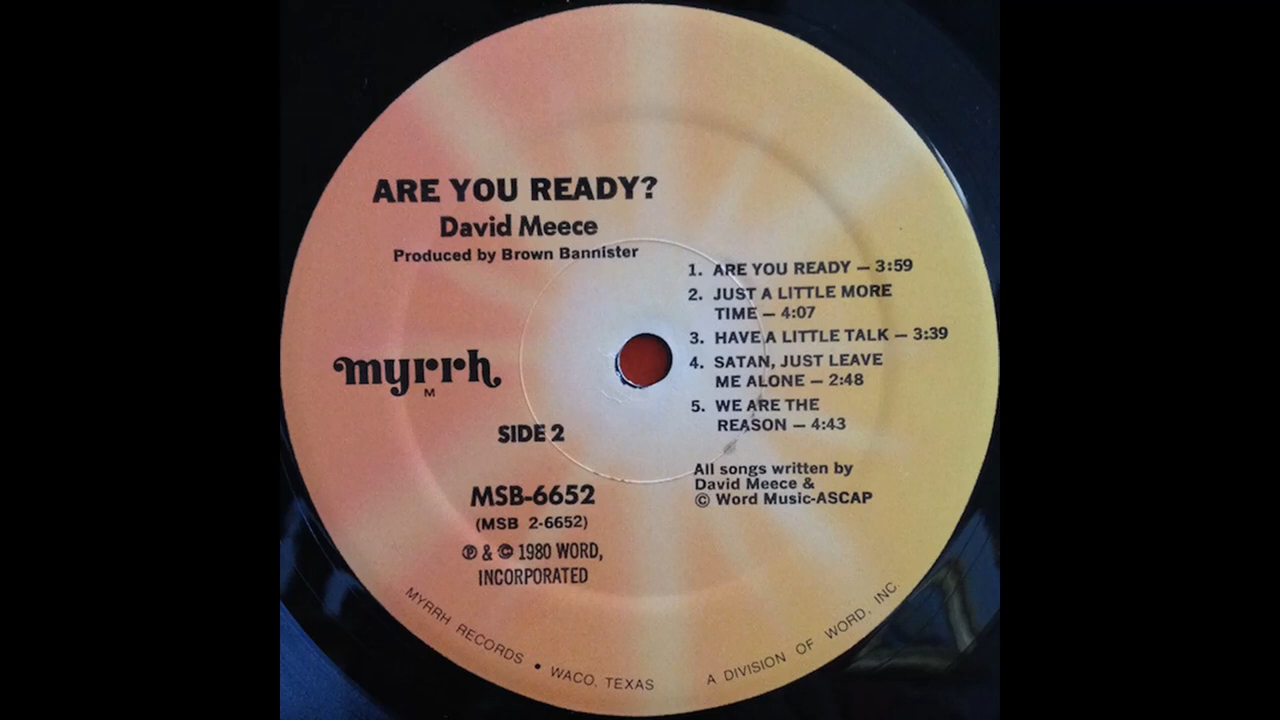 ARE YOU READY?
David Meece
Produced by Brown Bannister
myrrh
M
SIDE 2
MSB-6652
(MSB 2-6652)
℗ & © 1980 WORD,
INCORPORATED
1. ARE YOU READY — 3:59
2. JUST A LITTLE MORE
TIME — 4:07
3. HAVE A LITTLE TALK — 3:39
4. SATAN, JUST LEAVE
ME ALONE — 2:48
5. WE ARE THE
REASON — 4:43
All songs written by
David Meece &
© Word Music-ASCAP
MYRRH RECORDS • WACO, TEXAS A DIVISION OF WORD, INC.